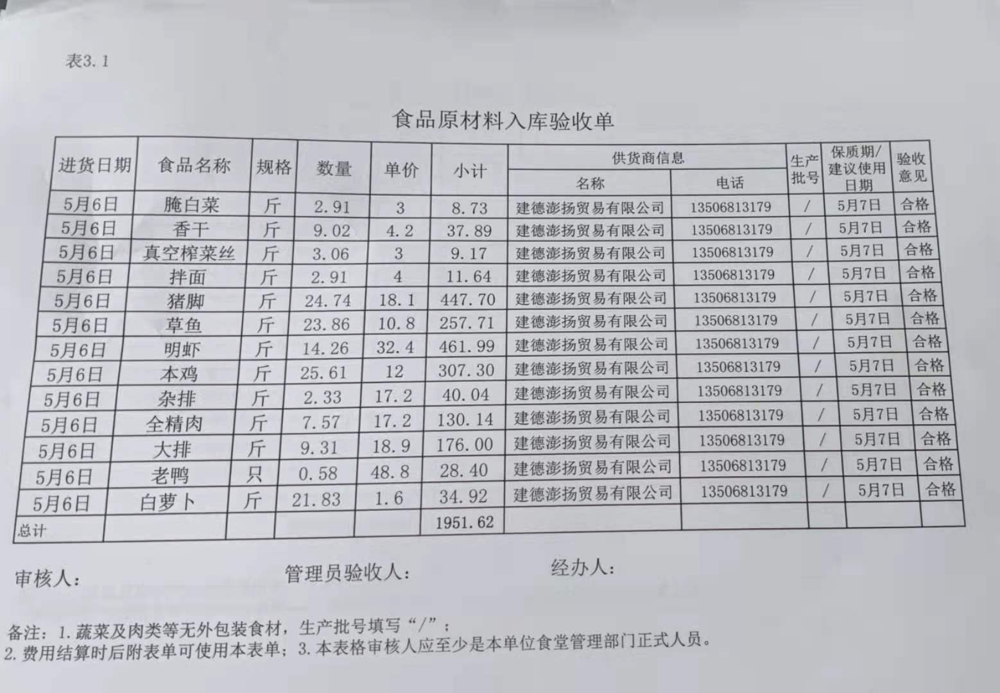 表3.1
食品原材料入库验收单
进货日期 食品名称 规格 数量 单价 小计 供货商信息 生产批号 保质期/建议使用日期 验收意见
名称 电话
5月6日 腌白菜 斤 2.91 3 8.73 建德澎扬贸易有限公司 13506813179 / 5月7日 合格
5月6日 香干 斤 9.02 4.2 37.89 建德澎扬贸易有限公司 13506813179 / 5月7日 合格
5月6日 真空榨菜丝 斤 3.06 3 9.17 建德澎扬贸易有限公司 13506813179 / 5月7日 合格
5月6日 拌面 斤 2.91 4 11.64 建德澎扬贸易有限公司 13506813179 / 5月7日 合格
5月6日 猪脚 斤 24.74 18.1 447.70 建德澎扬贸易有限公司 13506813179 / 5月7日 合格
5月6日 草鱼 斤 23.86 10.8 257.71 建德澎扬贸易有限公司 13506813179 / 5月7日 合格
5月6日 明虾 斤 14.26 32.4 461.99 建德澎扬贸易有限公司 13506813179 / 5月7日 合格
5月6日 本鸡 斤 25.61 12 307.30 建德澎扬贸易有限公司 13506813179 / 5月7日 合格
5月6日 杂排 斤 2.33 17.2 40.04 建德澎扬贸易有限公司 13506813179 / 5月7日 合格
5月6日 全精肉 斤 7.57 17.2 130.14 建德澎扬贸易有限公司 13506813179 / 5月7日 合格
5月6日 大排 斤 9.31 18.9 176.00 建德澎扬贸易有限公司 13506813179 / 5月7日 合格
5月6日 老鸭 只 0.58 48.8 28.40 建德澎扬贸易有限公司 13506813179 / 5月7日 合格
5月6日 白萝卜 斤 21.83 1.6 34.92 建德澎扬贸易有限公司 13506813179 / 5月7日 合格
总计 1951.62
审核人： 管理员验收人： 经办人：
备注：1.蔬菜及肉类等无外包装食材，生产批号填写“/”；
2.费用结算时后附表单可使用本表单；3.本表格审核人应至少是本单位食堂管理部门正式人员。